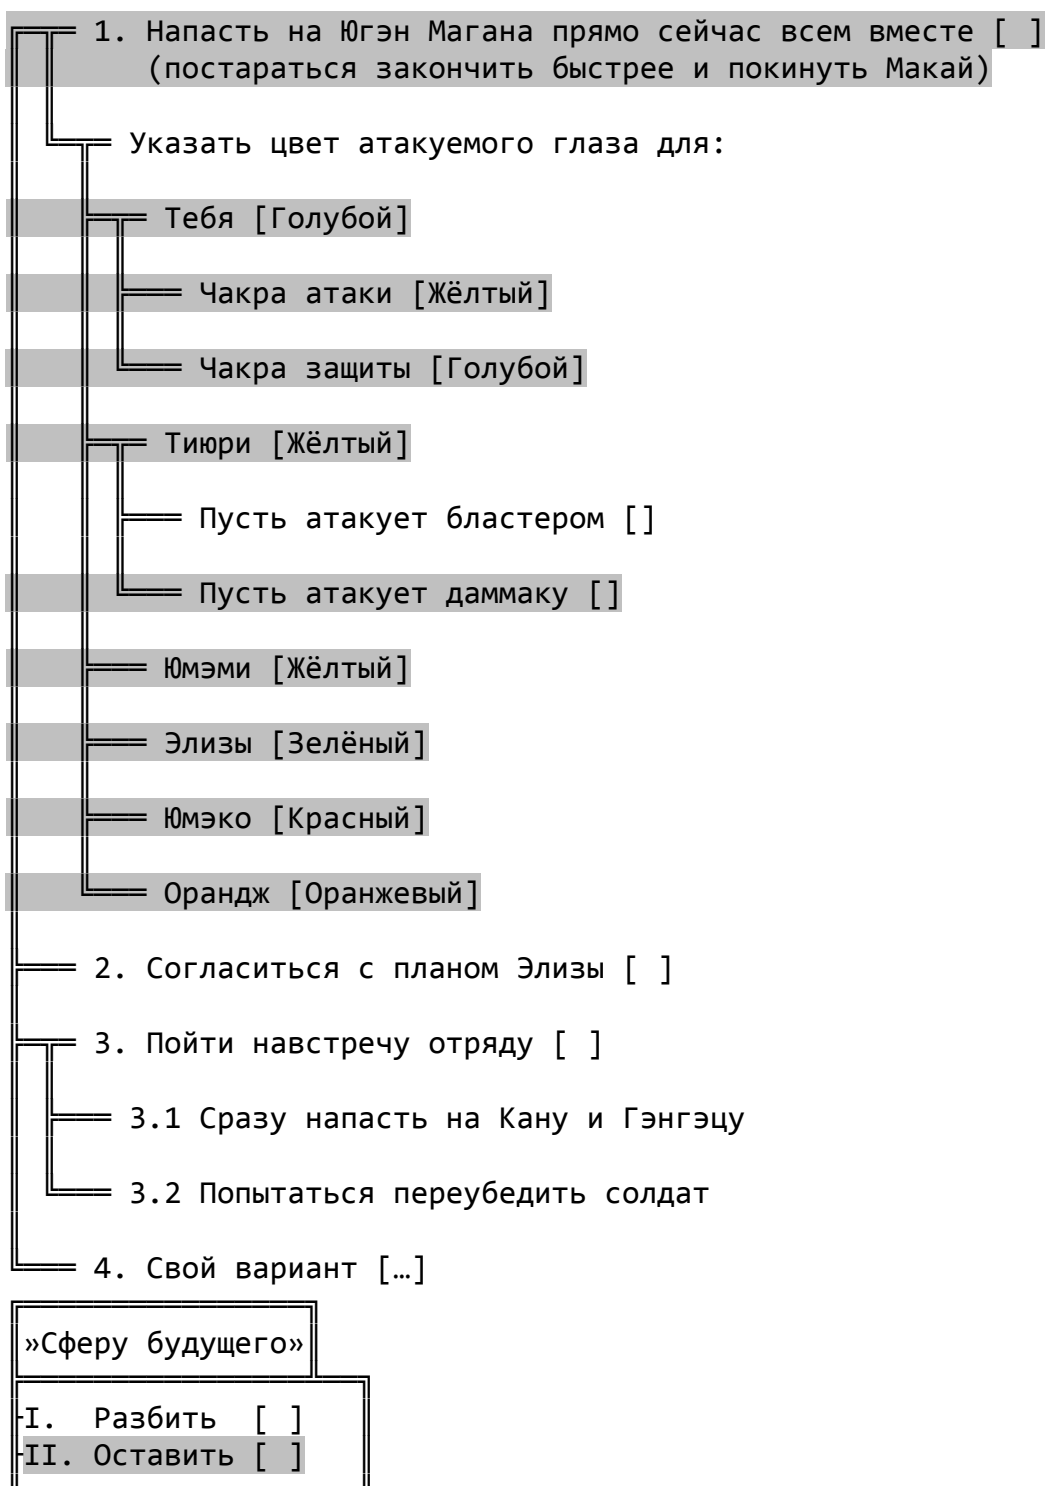 1. Напасть на Югэн Магана прямо сейчас всем вместе [ ]
(постараться закончить быстрее и покинуть Макай)
Указать цвет атакуемого глаза для:
Тебя [Голубой]
Чакра атаки [Жёлтый]
Чакра защиты [Голубой]
Тиюри [Жёлтый]
Пусть атакует бластером []
Пусть атакует даммаку []
Юмэми [Жёлтый]
Элизы [Зелёный]
Юмэко [Красный]
Орандж [Оранжевый]
2. Согласиться с планом Элизы [ ]
3. Пойти навстречу отряду [ ]
3.1 Сразу напасть на Кану и Гэнгэцу
3.2 Попытаться переубедить солдат
4. Свой вариант […]
»Сферу будущего»
I. Разбить [ ]
II. Оставить [ ]